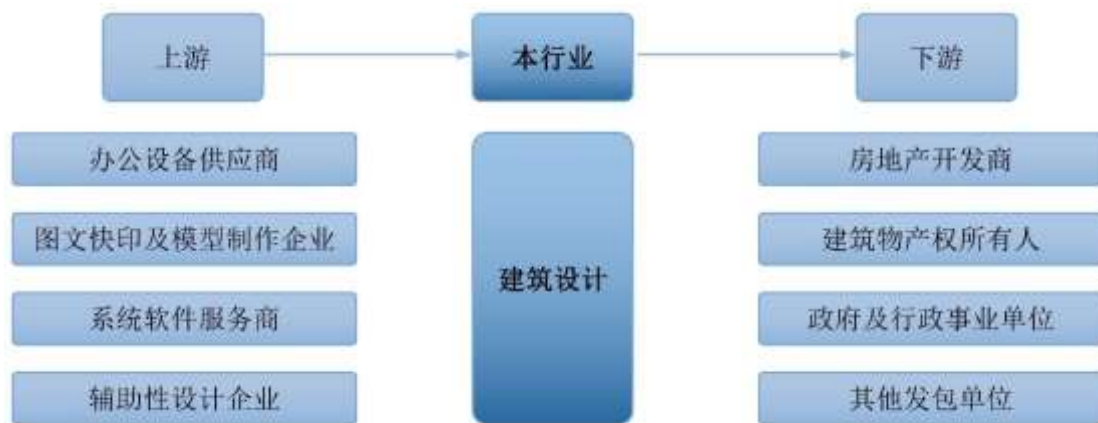 上游
本行业
下游
办公设备供应商
图文快印及模型制作企业
系统软件服务商
辅助性设计企业
建筑设计
房地产开发商
建筑物产权所有人
政府及行政事业单位
其他发包单位